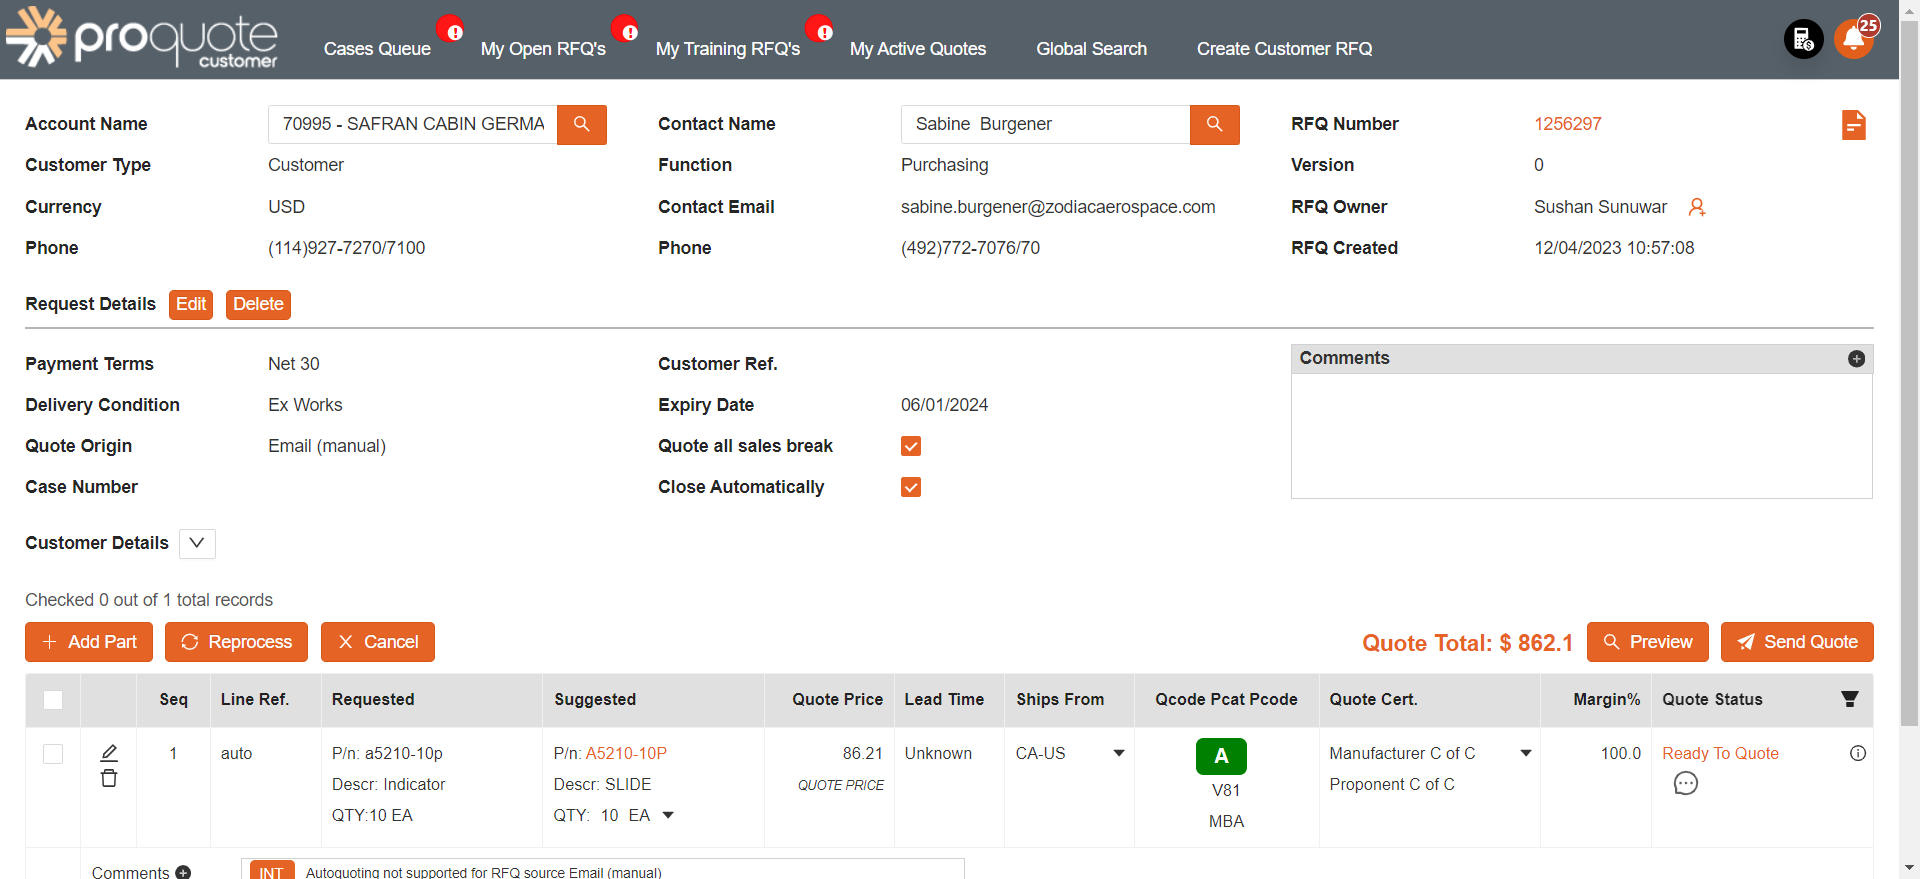 proquote customer
Cases Queue ! My Open RFQ's ! My Training RFQ's ! My Active Quotes Global Search Create Customer RFQ 25
Account Name 70995 - SAFRAN CABIN GERMA Contact Name Sabine Burgener RFQ Number 1256297
Customer Type Customer Function Purchasing Version 0
Currency USD Contact Email sabine.burgener@zodiacaerospace.com RFQ Owner Sushan Sunuwar
Phone (114)927-7270/7100 Phone (492)772-7076/70 RFQ Created 12/04/2023 10:57:08
Request Details Edit Delete
Payment Terms Net 30 Customer Ref. Comments
Delivery Condition Ex Works Expiry Date 06/01/2024
Quote Origin Email (manual) Quote all sales break
Case Number Close Automatically
Customer Details
Checked 0 out of 1 total records
Add Part Reprocess Cancel Quote Total: $ 862.1 Preview Send Quote
Seq Line Ref. Requested Suggested Quote Price Lead Time Ships From Qcode Pcat Pcode Quote Cert. Margin% Quote Status
1 auto P/n: a5210-10p P/n: A5210-10P 86.21 Unknown CA-US A Manufacturer C of C 100.0 Ready To Quote
Descr: Indicator Descr: SLIDE QUOTE PRICE V81 Proponent C of C
QTY:10 EA QTY: 10 EA MBA
Comments INT Autoquoting not supported for RFQ source Email (manual)